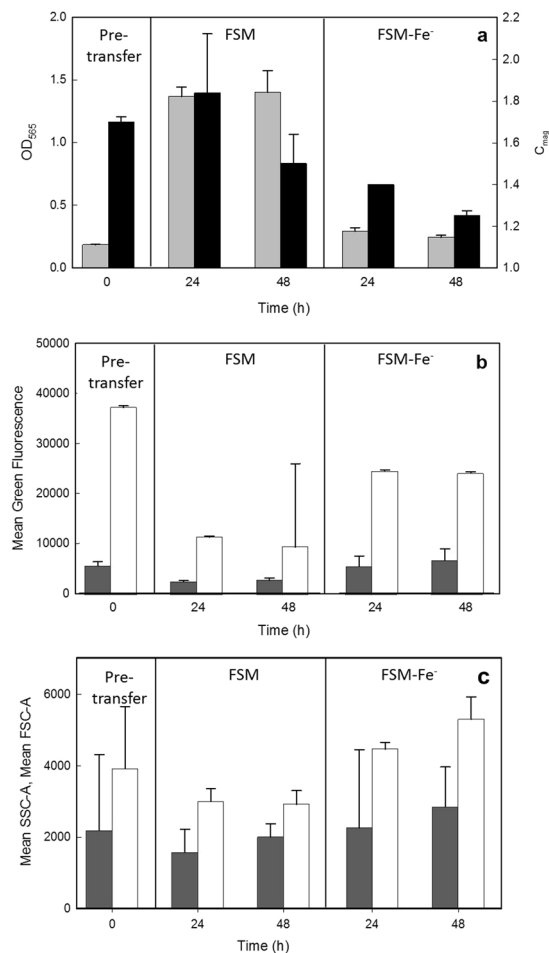 Pre-
transfer
FSM
FSM-Fe⁻
a
2.0
1.5
1.0
0.5
0.0
OD₅₆₅
2.2
2.0
1.8
1.6
1.4
1.2
1.0
C_mag
0 24 48 24 48
Time (h)
Pre-
transfer
FSM
FSM-Fe⁻
b
50000
40000
30000
20000
10000
0
Mean Green Fluorescence
0 24 48 24 48
Time (h)
Pre-
transfer
FSM
FSM-Fe⁻
c
6000
4000
2000
0
Mean SSC-A, Mean FSC-A
0 24 48 24 48
Time (h)